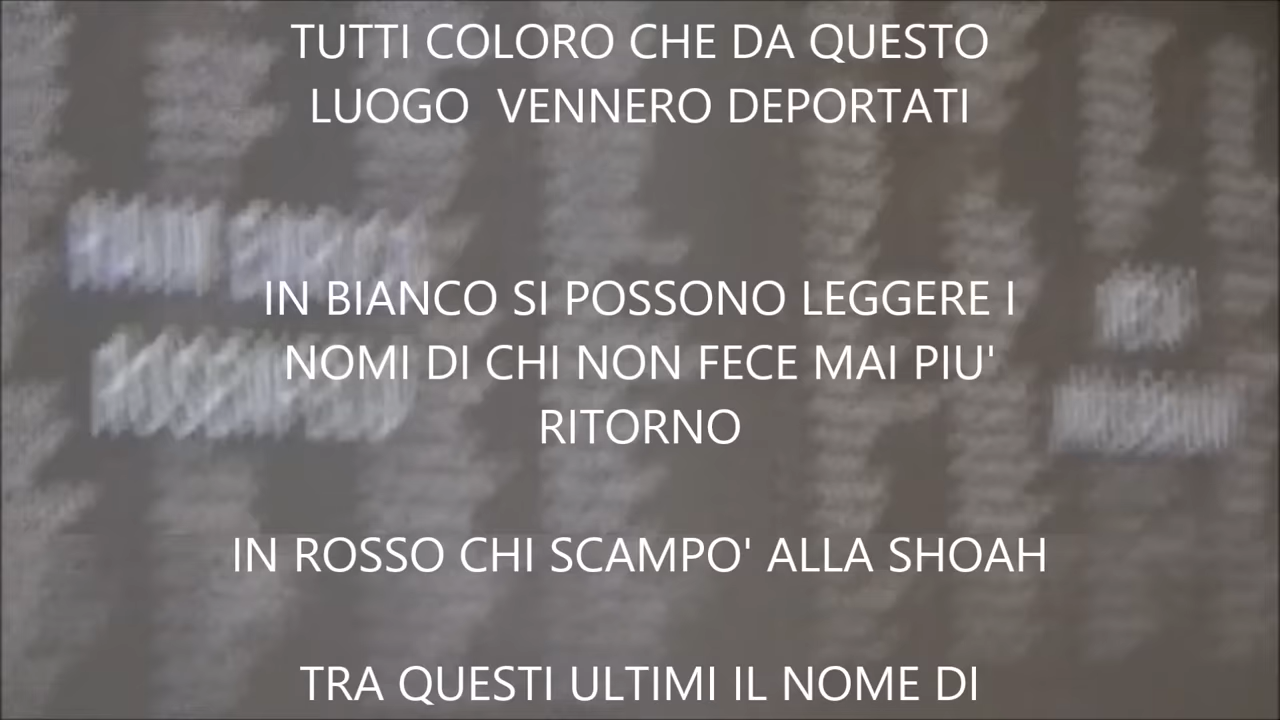 TUTTI COLORO CHE DA QUESTO
LUOGO VENNERO DEPORTATI
IN BIANCO SI POSSONO LEGGERE I
NOMI DI CHI NON FECE MAI PIU'
RITORNO
IN ROSSO CHI SCAMPO' ALLA SHOAH
TRA QUESTI ULTIMI IL NOME DI